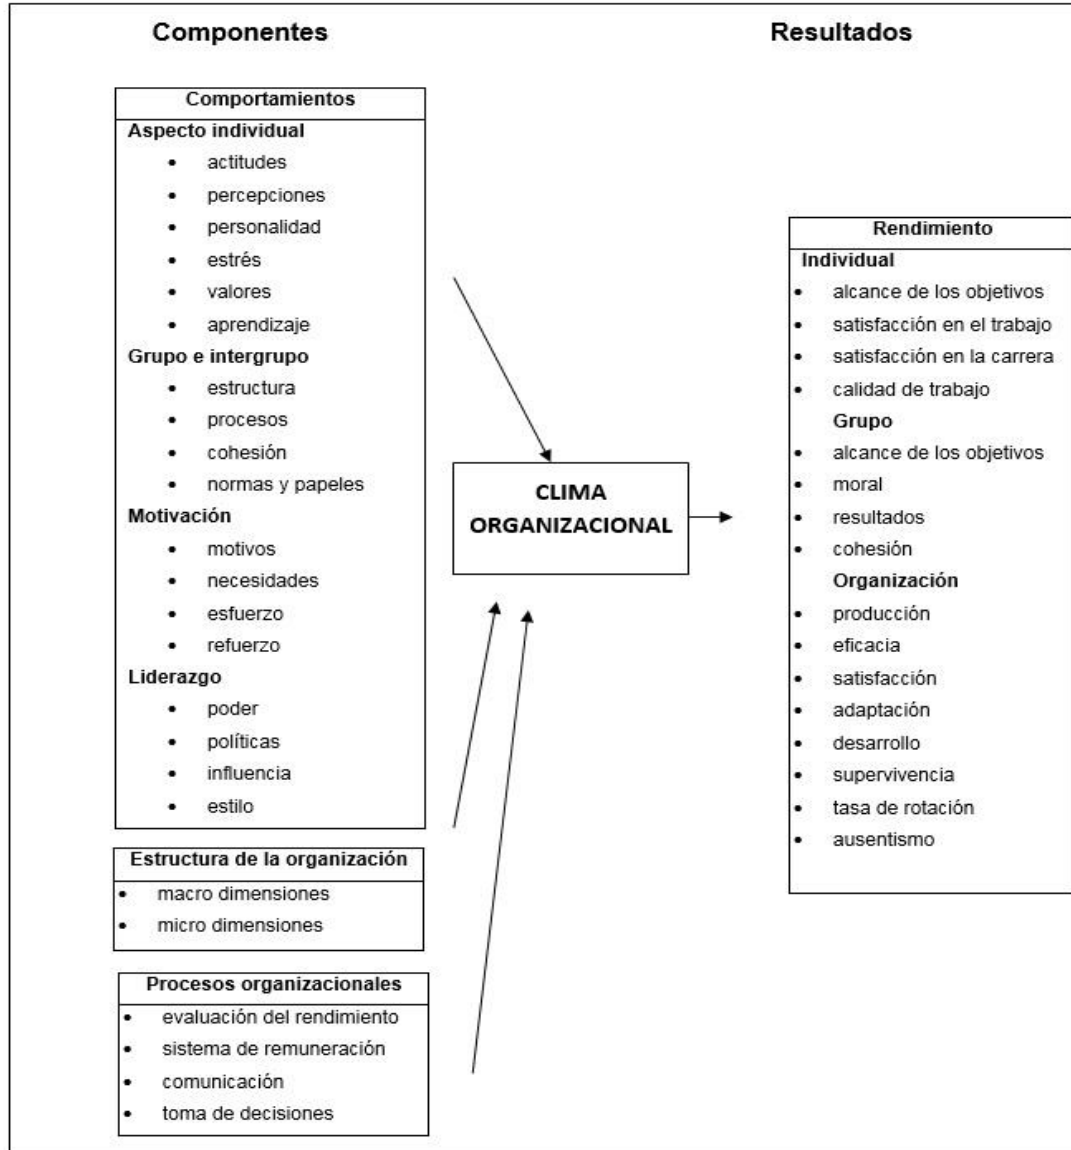 Componentes
Resultados
Comportamientos
Aspecto individual
• actitudes
• percepciones
• personalidad
• estrés
• valores
• aprendizaje
Grupo e intergrupo
• estructura
• procesos
• cohesión
• normas y papeles
Motivación
• motivos
• necesidades
• esfuerzo
• refuerzo
Liderazgo
• poder
• políticas
• influencia
• estilo
Estructura de la organización
• macro dimensiones
• micro dimensiones
Procesos organizacionales
• evaluación del rendimiento
• sistema de remuneración
• comunicación
• toma de decisiones
CLIMA
ORGANIZACIONAL
Rendimiento
Individual
• alcance de los objetivos
• satisfacción en el trabajo
• satisfacción en la carrera
• calidad de trabajo
Grupo
• alcance de los objetivos
• moral
• resultados
• cohesión
Organización
• producción
• eficacia
• satisfacción
• adaptación
• desarrollo
• supervivencia
• tasa de rotación
• ausentismo